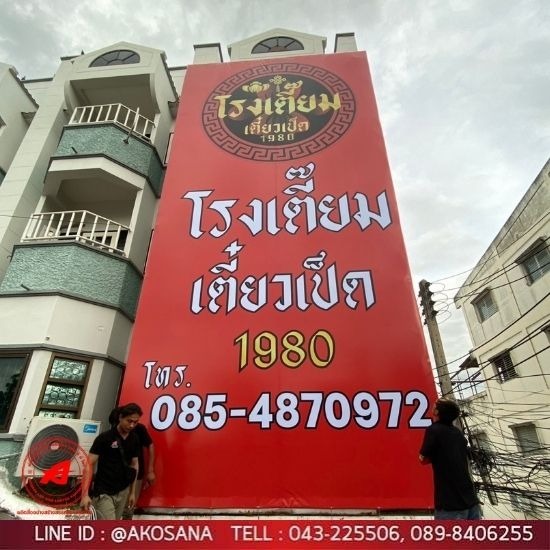 โรงเตี๊ยม
เตี๋ยวเป็ด
1980
โรงเตี๊ยม
เตี๋ยวเป็ด
1980
โทร.
085-4870972
Midea
A
LINE ID : @AKOSANA TELL : 043-225506, 089-8406255